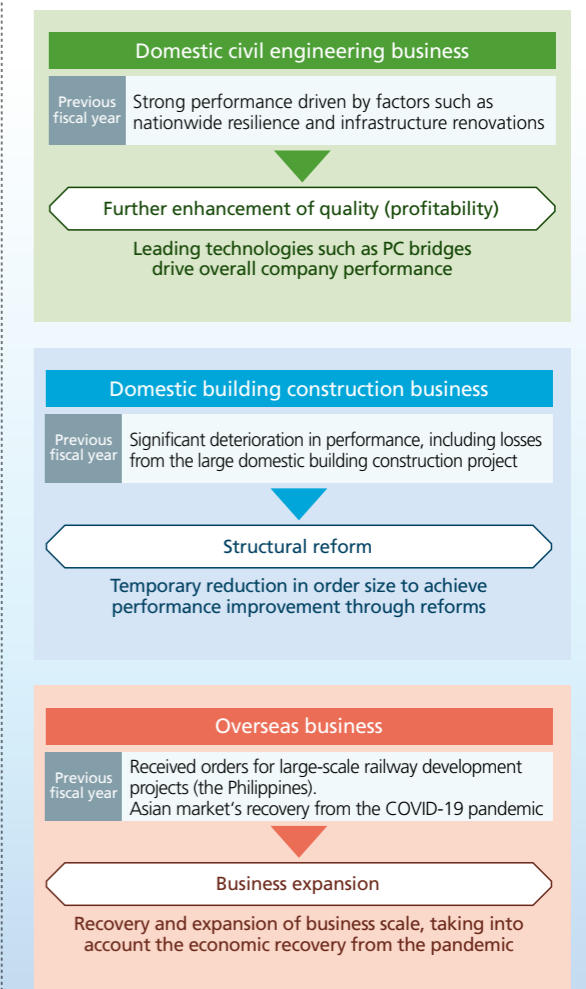 Domestic civil engineering business
Previous
fiscal year
Strong performance driven by factors such as
nationwide resilience and infrastructure renovations
Further enhancement of quality (profitability)
Leading technologies such as PC bridges
drive overall company performance
Domestic building construction business
Previous
fiscal year
Significant deterioration in performance, including losses
from the large domestic building construction project
Structural reform
Temporary reduction in order size to achieve
performance improvement through reforms
Overseas business
Previous
fiscal year
Received orders for large-scale railway development
projects (the Philippines).
Asian market's recovery from the COVID-19 pandemic
Business expansion
Recovery and expansion of business scale, taking into
account the economic recovery from the pandemic